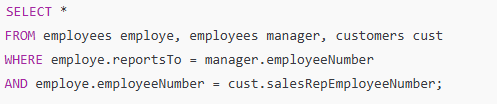 SELECT *
FROM employees employe, employees manager, customers cust
WHERE employe.reportsTo = manager.employeeNumber
AND employe.employeeNumber = cust.salesRepEmployeeNumber;